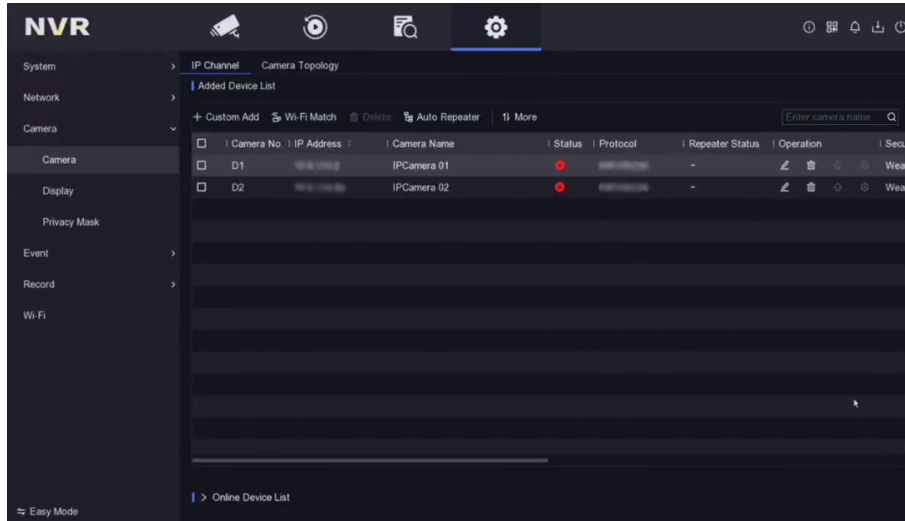 NVR
System
Network
Camera
Camera
Display
Privacy Mask
Event
Record
Wi-Fi
Easy Mode
IP Channel Camera Topology
Added Device List
Custom Add Wi-Fi Match Delete Auto Repeater More
Enter camera name
Camera No. IP Address Camera Name Status Protocol Repeater Status Operation Secu
D1 IPCamera 01 - Wea
D2 IPCamera 02 - Wea
Online Device List